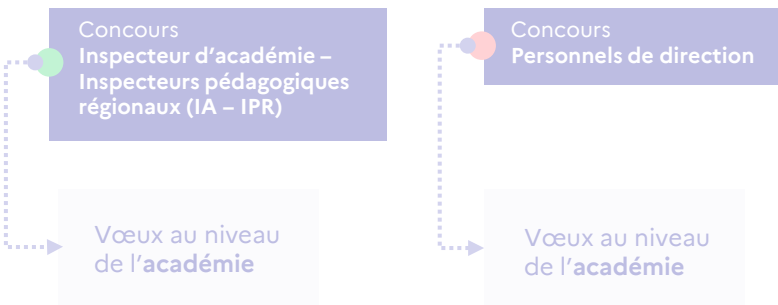 Concours
Inspecteur d’académie –
Inspecteurs pédagogiques
régionaux (IA – IPR)
Vœux au niveau
de l’académie
Concours
Personnels de direction
Vœux au niveau
de l’académie